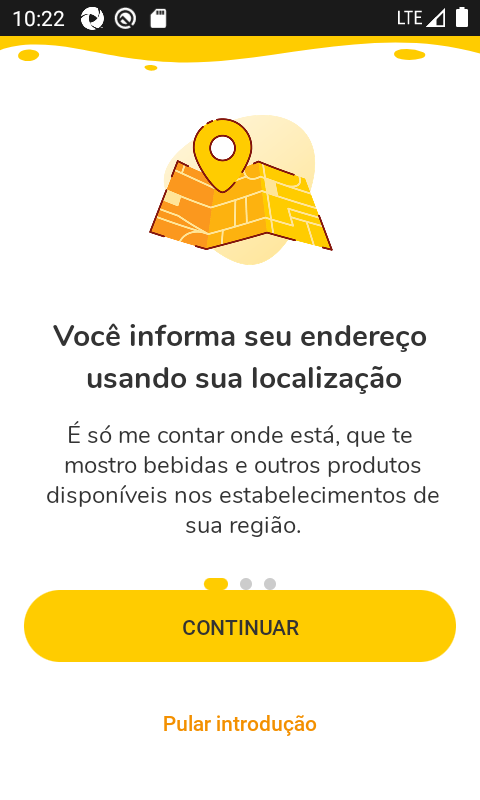 10:22
LTE
Você informa seu endereço
usando sua localização
É só me contar onde está, que te
mostro bebidas e outros produtos
disponíveis nos estabelecimentos de
sua região.
CONTINUAR
Pular introdução